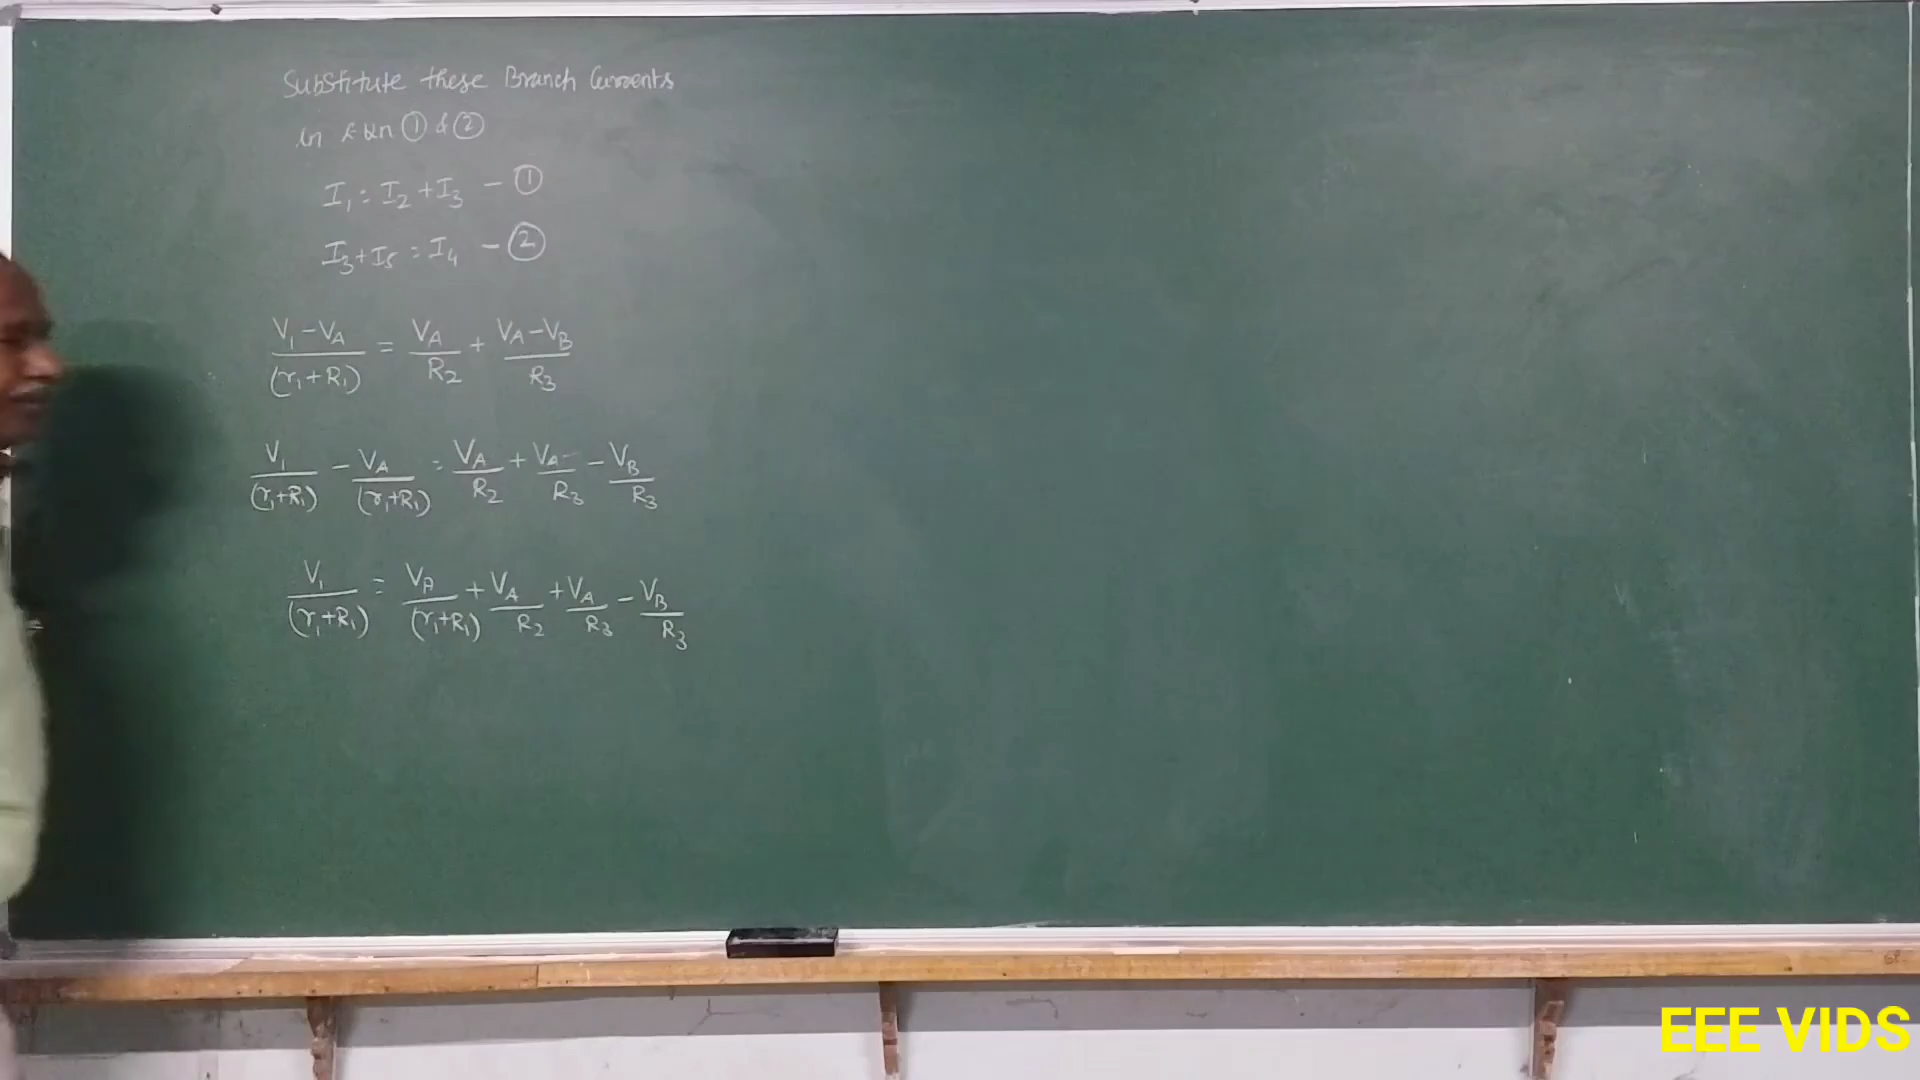 Substitute these Branch Currents
in Eqn ① & ②
I₁ = I₂ + I₃ – ①
I₃ + I₅ = I₄ – ②
(V₁ – V_A)/(r₁+R₁) = V_A/R₂ + (V_A – V_B)/R₃
V₁/(r₁+R₁) – V_A/(r₁+R₁) = V_A/R₂ + V_A/R₃ – V_B/R₃
V₁/(r₁+R₁) = V_A/(r₁+R₁) + V_A/R₂ + V_A/R₃ – V_B/R₃
EEE VIDS